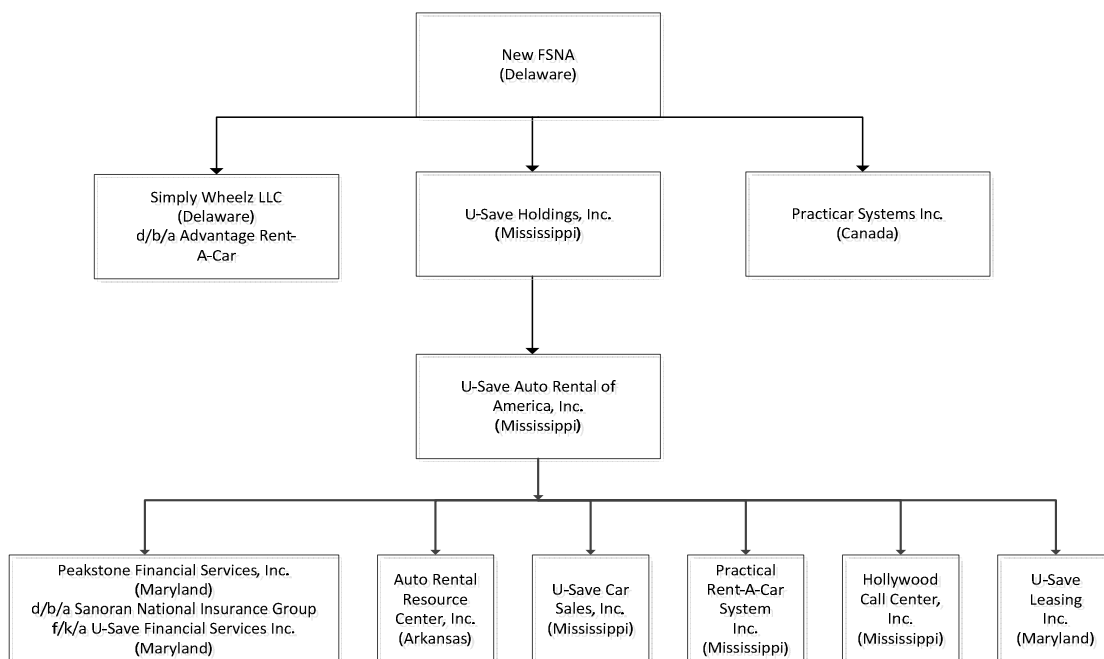 New FSNA
(Delaware)
Simply Wheelz LLC
(Delaware)
d/b/a Advantage Rent-
A-Car
U-Save Holdings, Inc.
(Mississippi)
Practicar Systems Inc.
(Canada)
U-Save Auto Rental of
America, Inc.
(Mississippi)
Peakstone Financial Services, Inc.
(Maryland)
d/b/a Sanoran National Insurance Group
f/k/a U-Save Financial Services Inc.
(Maryland)
Auto Rental
Resource
Center, Inc.
(Arkansas)
U-Save Car
Sales, Inc.
(Mississippi)
Practical
Rent-A-Car
System
Inc.
(Mississippi)
Hollywood
Call Center,
Inc.
(Mississippi)
U-Save
Leasing
Inc.
(Maryland)